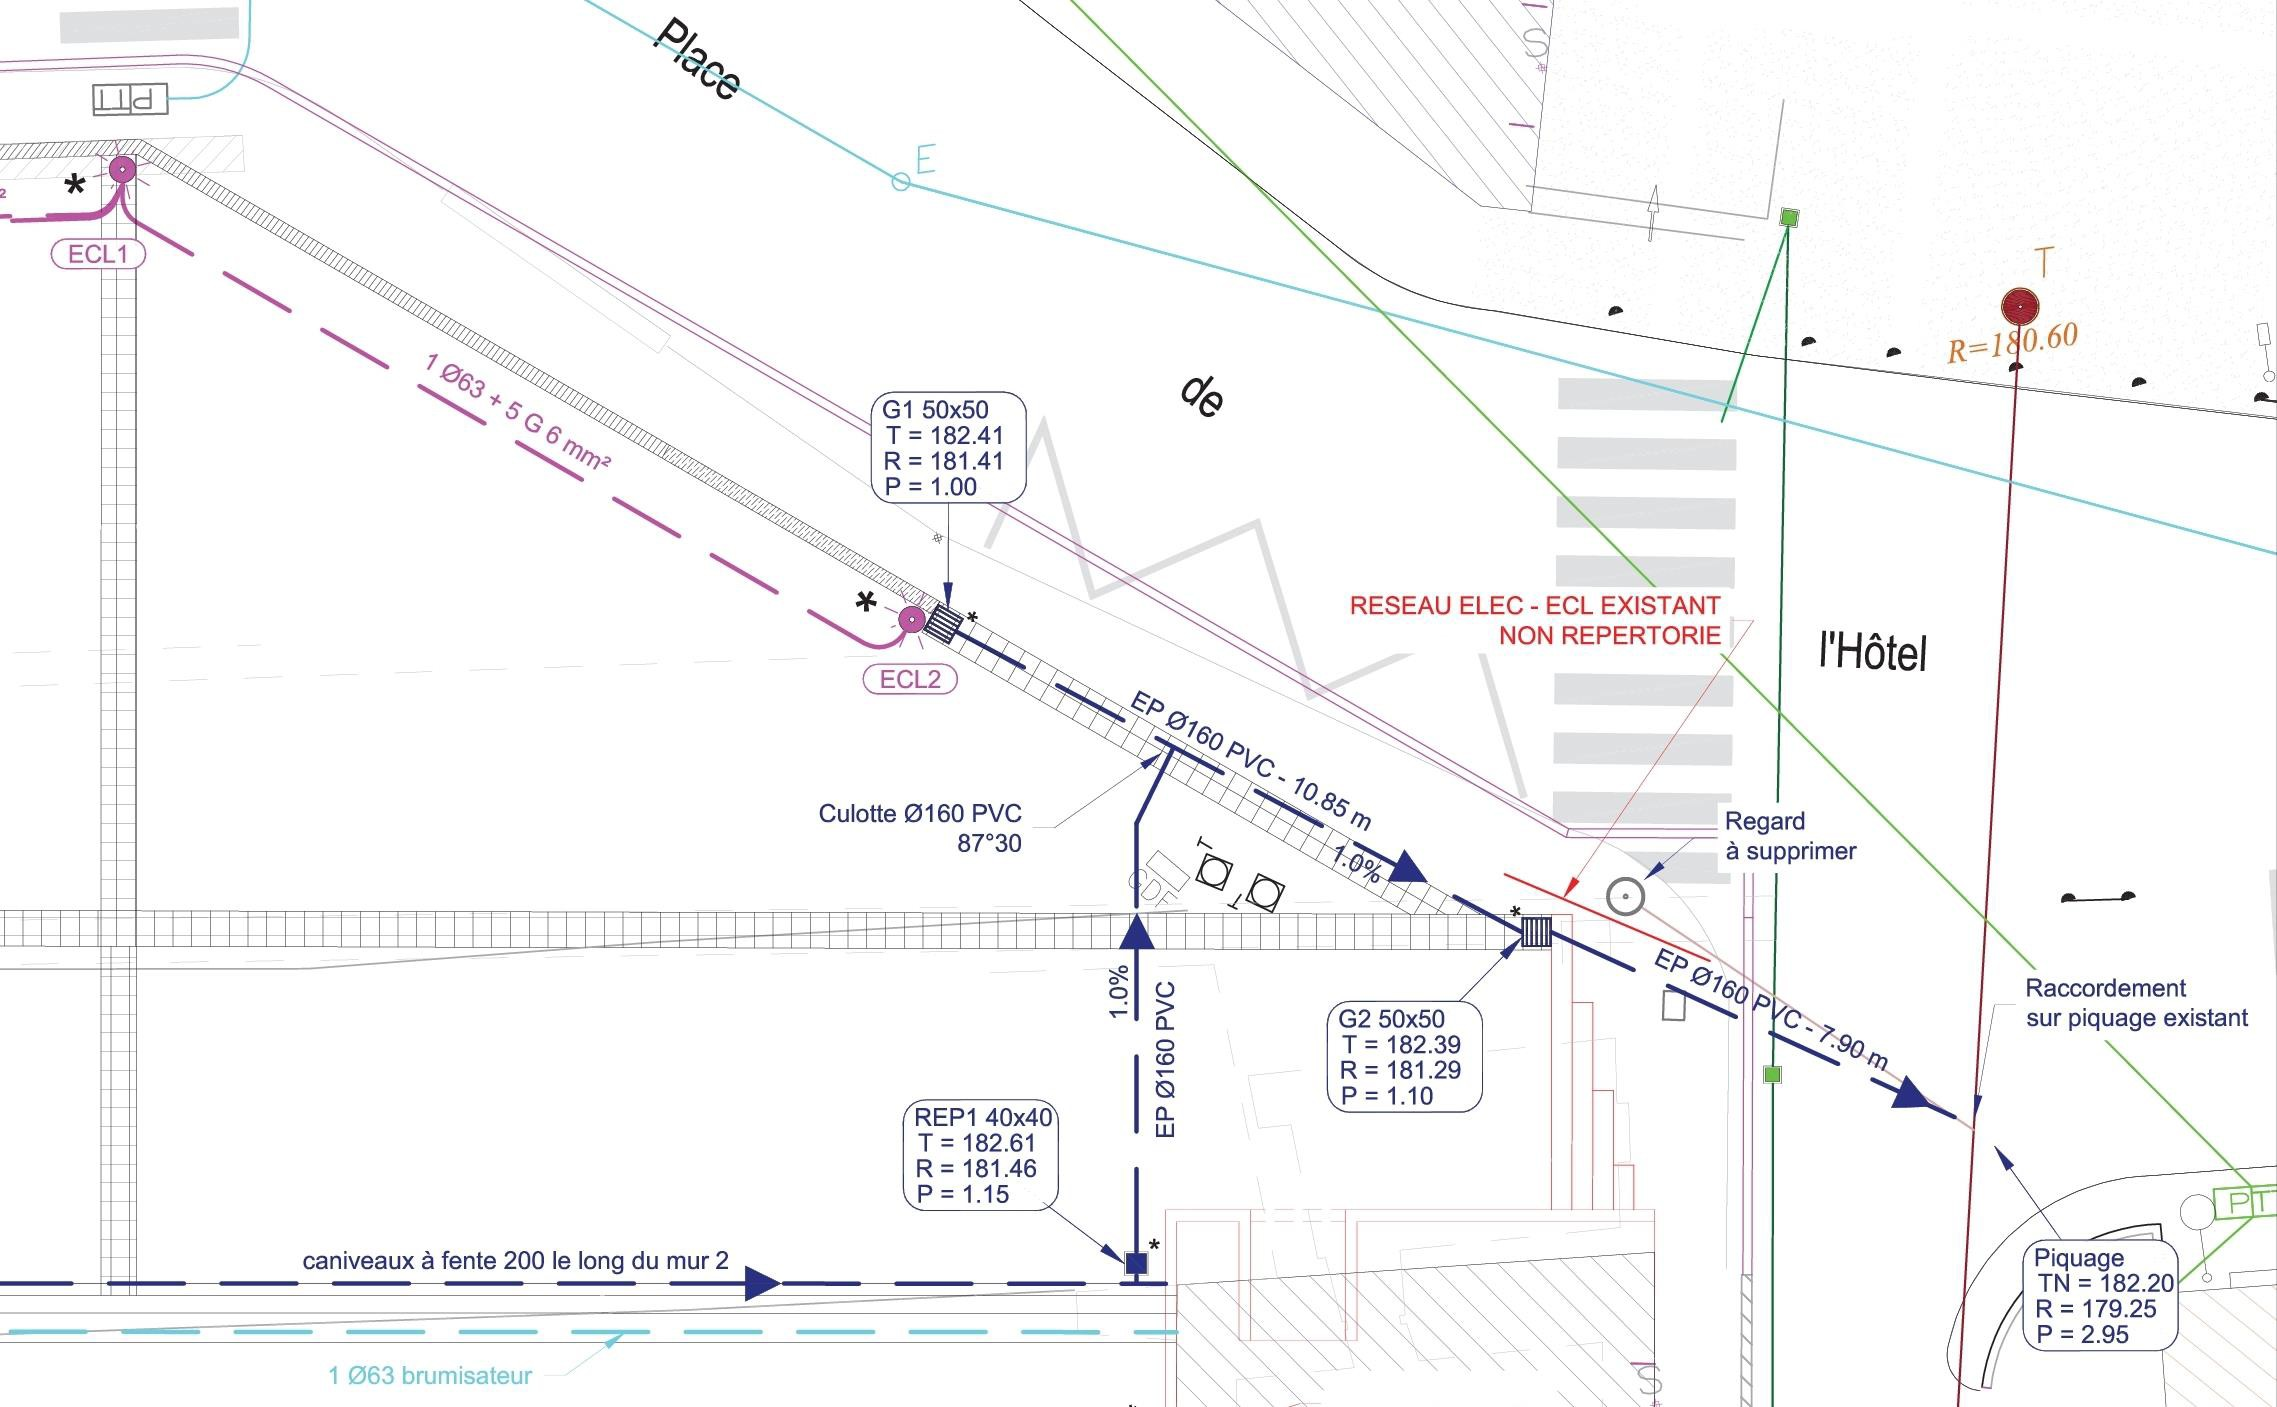 Place
de
l'Hôtel
E
S
T
R=180.60
PTT
ECL1
1 Ø63 + 5 G 6 mm²
G1 50x50
T = 182.41
R = 181.41
P = 1.00
*
*
*
ECL2
RESEAU ELEC - ECL EXISTANT
NON REPERTORIE
EP Ø160 PVC - 10.85 m
1.0%
Culotte Ø160 PVC
87°30
Regard
à supprimer
T
T
GDF
*
1.0%
EP Ø160 PVC
EP Ø160 PVC - 7.90 m
Raccordement
sur piquage existant
G2 50x50
T = 182.39
R = 181.29
P = 1.10
REP1 40x40
T = 182.61
R = 181.46
P = 1.15
*
caniveaux à fente 200 le long du mur 2
1 Ø63 brumisateur
PT
Piquage
TN = 182.20
R = 179.25
P = 2.95
S